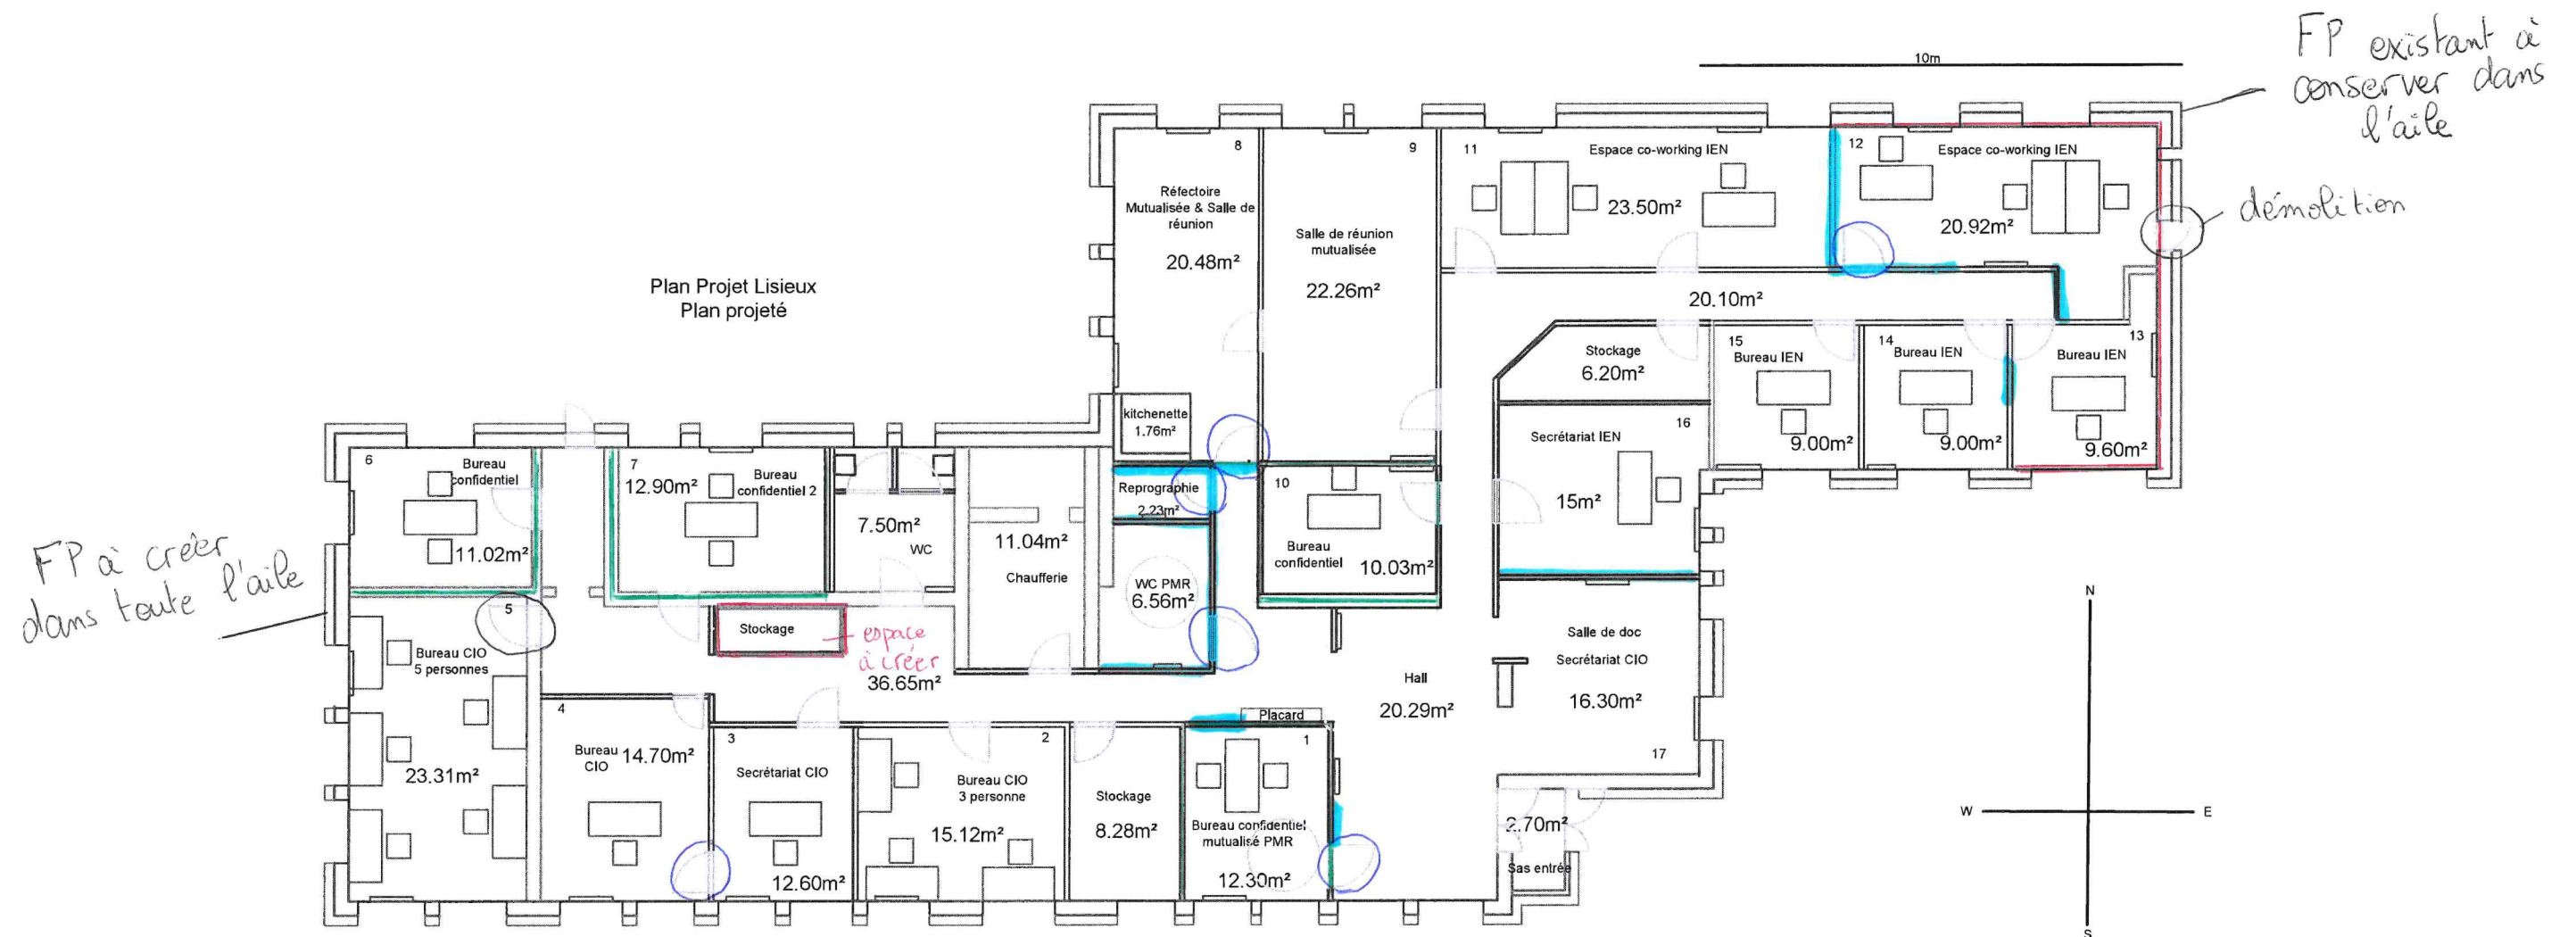 FP existant à
conserver dans
l'aile
10m
démolition
Plan Projet Lisieux
Plan projeté
8
Réfectoire
Mutualisée & Salle de
réunion
20.48m²
kitchenette
1.76m²
9
Salle de réunion
mutualisée
22.26m²
11
Espace co-working IEN
23.50m²
12
Espace co-working IEN
20.92m²
20.10m²
Stockage
6.20m²
15
Bureau IEN
9.00m²
14
Bureau IEN
9.00m²
13
Bureau IEN
9.60m²
16
Secrétariat IEN
15m²
6
Bureau
confidentiel
11.02m²
7
12.90m²
Bureau
confidentiel 2
7.50m²
WC
11.04m²
Chaufferie
Reprographie
2.23m²
WC PMR
6.56m²
10
Bureau
confidentiel
10.03m²
FP à créer
dans toute l'aile
5
Bureau CIO
5 personnes
23.31m²
Stockage
espace
à créer
36.65m²
Hall
20.29m²
Salle de doc
Secrétariat CIO
16.30m²
17
4
Bureau
CIO
14.70m²
3
Secrétariat CIO
12.60m²
2
Bureau CIO
3 personne
15.12m²
Stockage
8.28m²
Placard
1
Bureau confidentiel
mutualisé PMR
12.30m²
2.70m²
Sas entrée
N
W
E
S